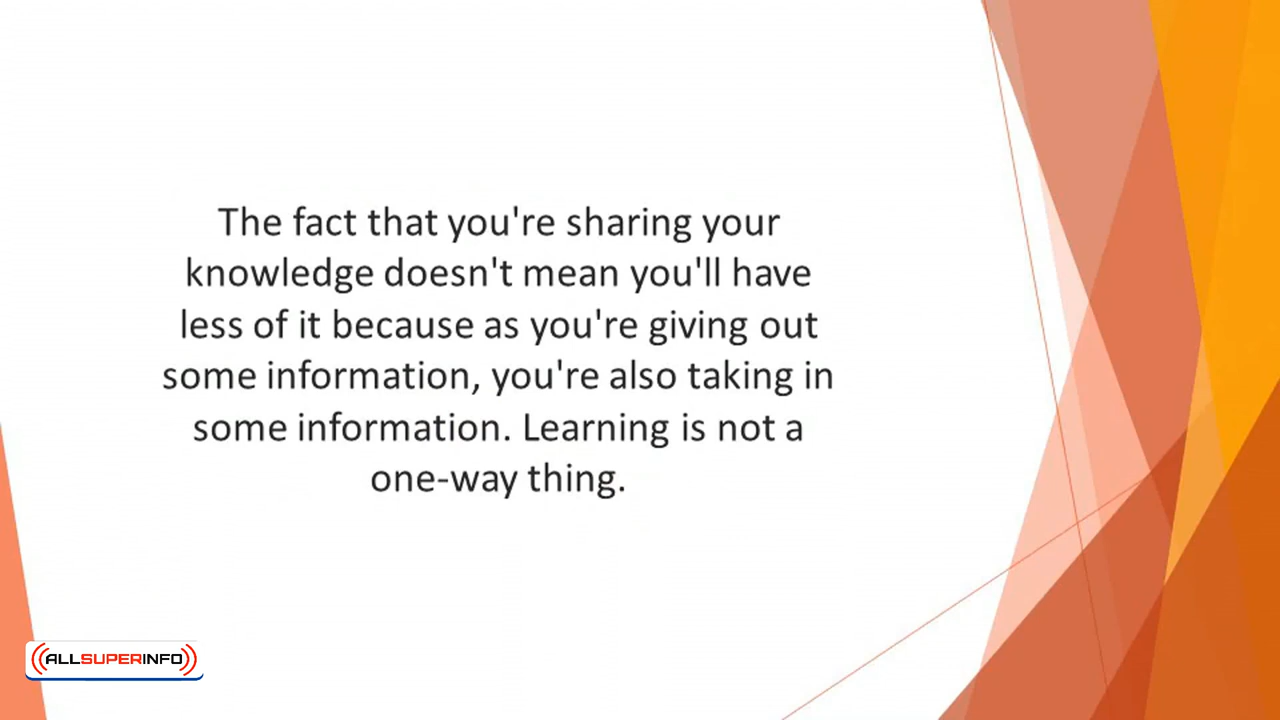 The fact that you're sharing your
knowledge doesn't mean you'll have
less of it because as you're giving out
some information, you're also taking in
some information. Learning is not a
one-way thing.
ALLSUPERINFO